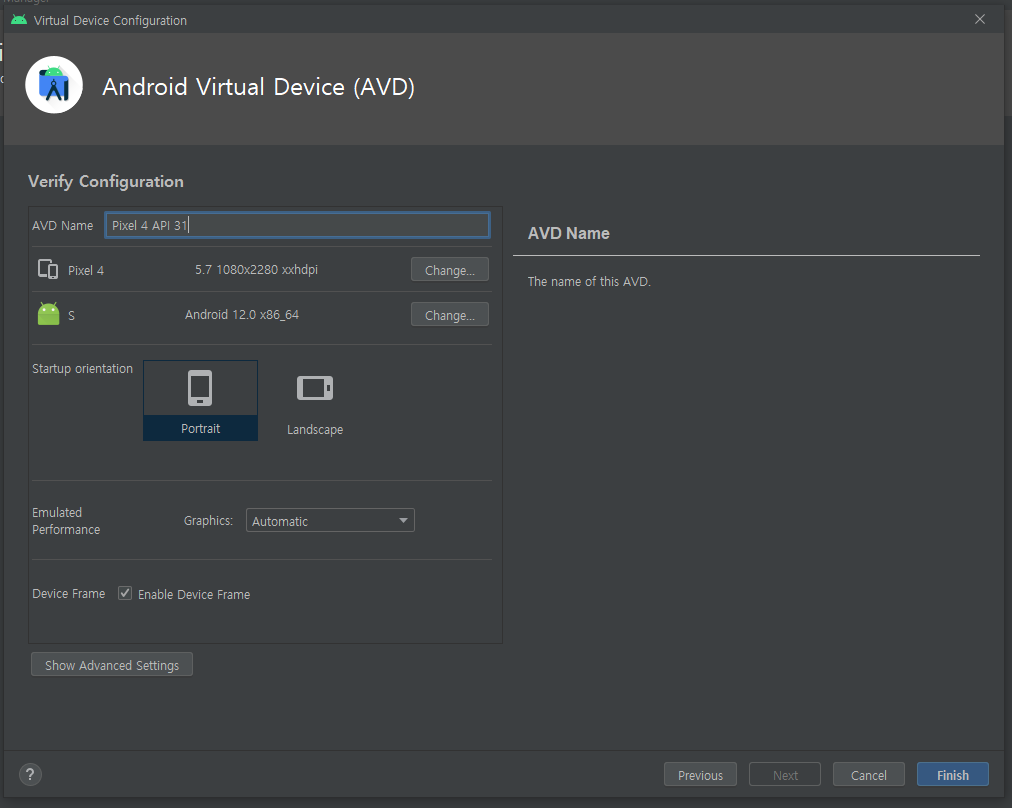 Manager
Virtual Device Configuration
Android Virtual Device (AVD)
Verify Configuration
AVD Name
Pixel 4 API 31
Pixel 4
5.7 1080x2280 xxhdpi
Change...
S
Android 12.0 x86_64
Change...
Startup orientation
Portrait
Landscape
Emulated
Performance
Graphics:
Automatic
Device Frame
Enable Device Frame
Show Advanced Settings
AVD Name
The name of this AVD.
?
Previous
Next
Cancel
Finish